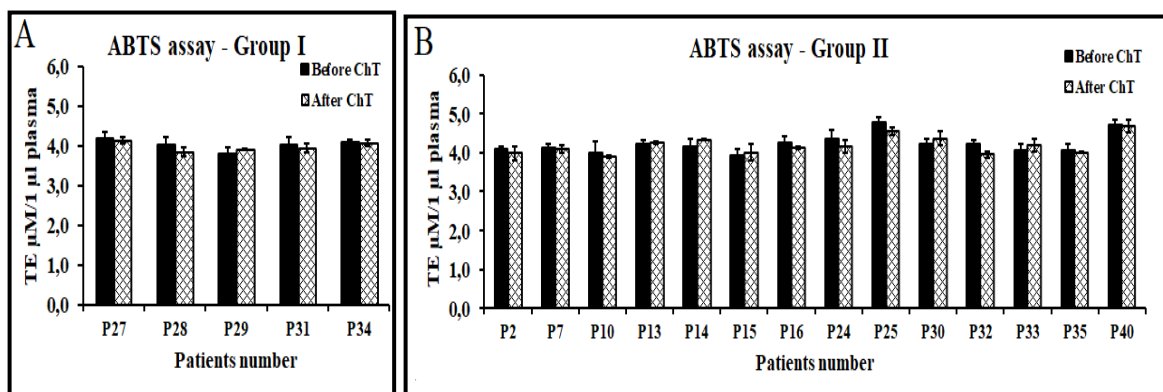 A
ABTS assay - Group I
Before ChT
After ChT
TE µM/1 µl plasma
6,0
5,0
4,0
3,0
2,0
1,0
0,0
P27 P28 P29 P31 P34
Patients number
B
ABTS assay - Group II
Before ChT
After ChT
TE µM/1 µl plasma
6,0
5,0
4,0
3,0
2,0
1,0
0,0
P2 P7 P10 P13 P14 P15 P16 P24 P25 P30 P32 P33 P35 P40
Patients number